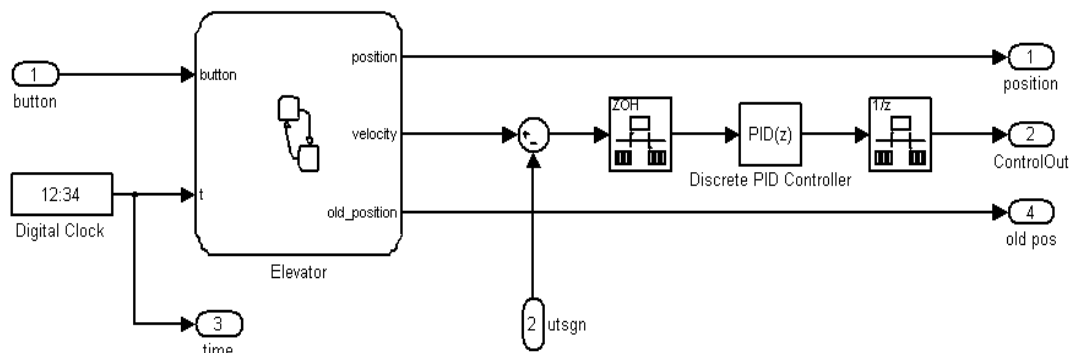 1
button
button
t
12:34
Digital Clock
3
time
position
velocity
old_position
Elevator
2
utsgn
ZOH
PID(z)
Discrete PID Controller
1/z
1
position
2
ControlOut
4
old pos